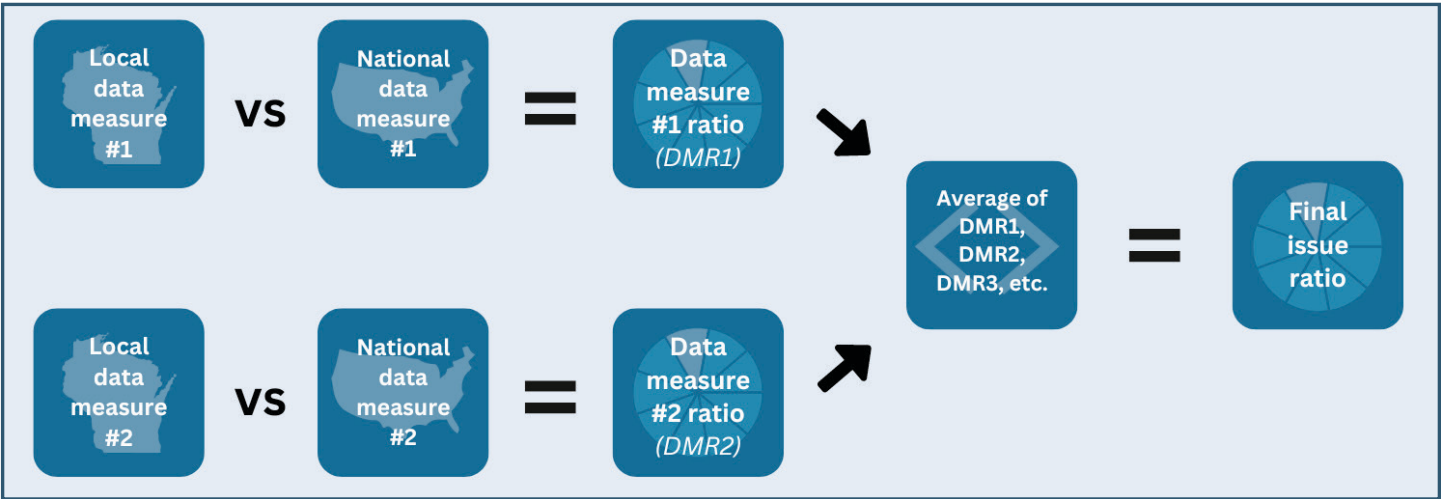 Local
data
measure
#1
vs
National
data
measure
#1
=
Data
measure
#1 ratio
(DMR1)
Local
data
measure
#2
vs
National
data
measure
#2
=
Data
measure
#2 ratio
(DMR2)
Average of
DMR1,
DMR2,
DMR3, etc.
=
Final
issue
ratio